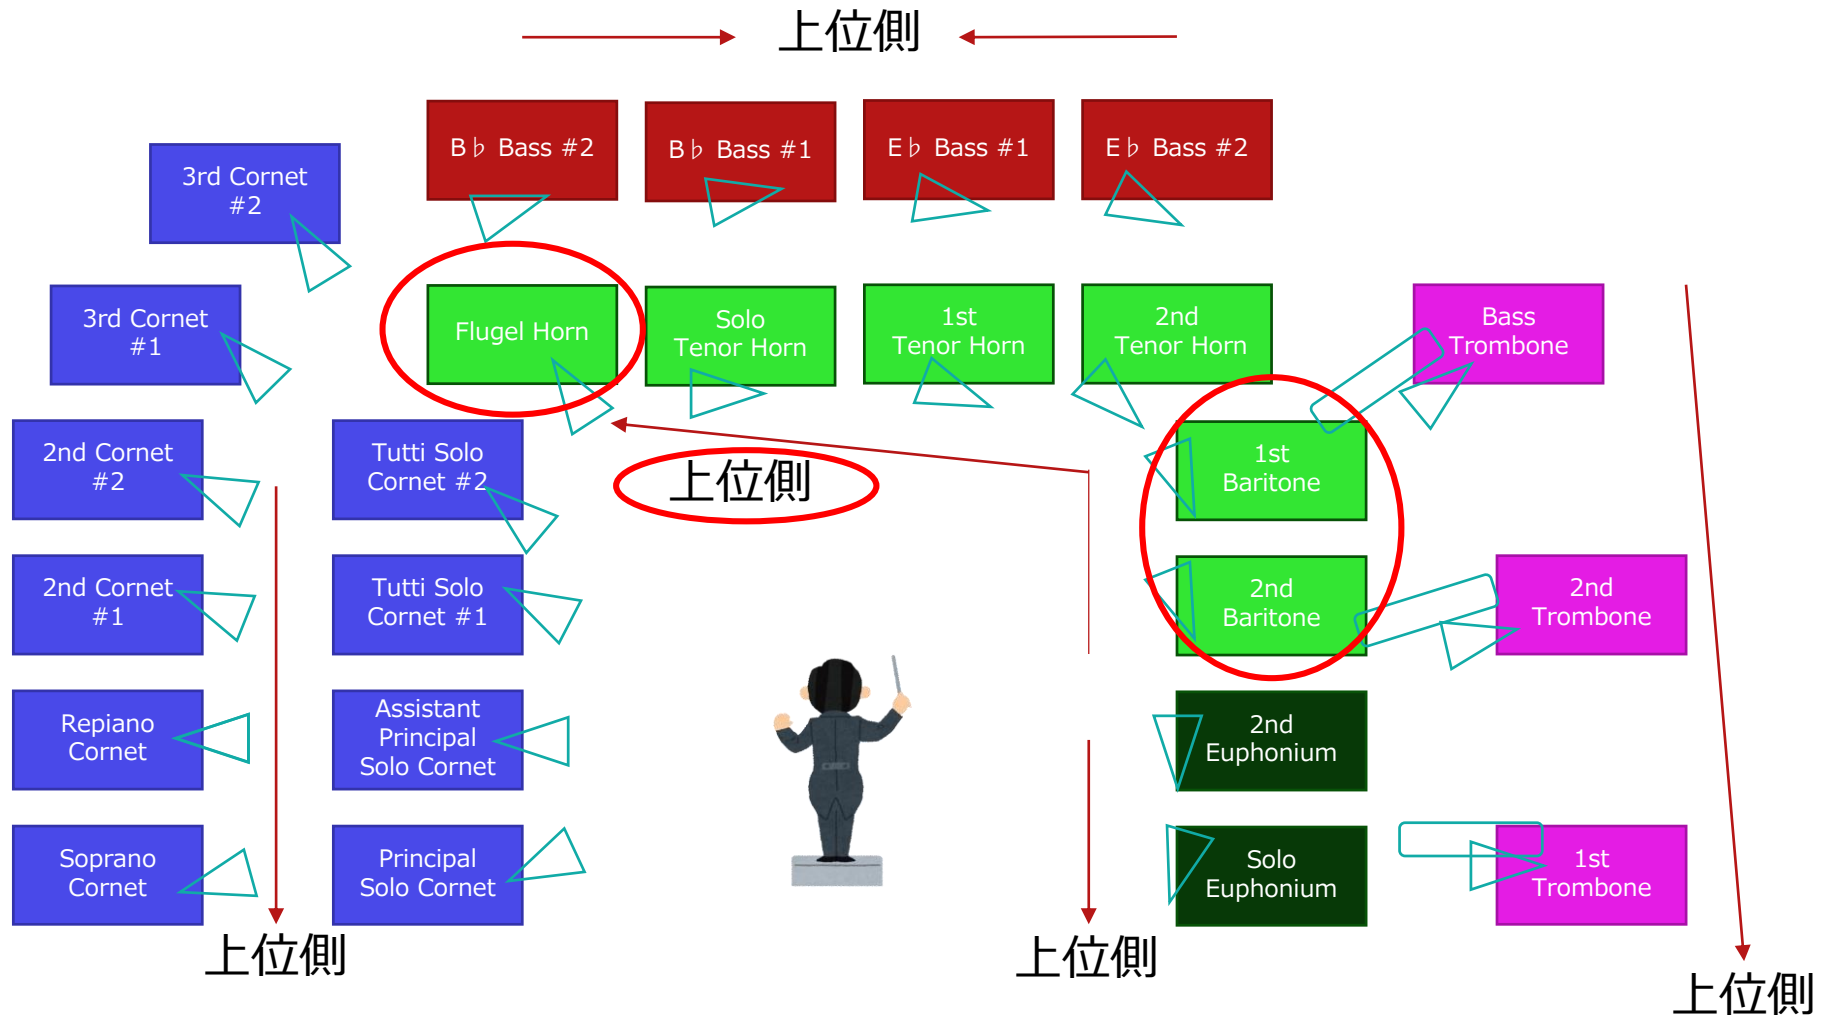 上位側
B♭ Bass #2
B♭ Bass #1
E♭ Bass #1
E♭ Bass #2
3rd Cornet
#2
3rd Cornet
#1
Flugel Horn
Solo
Tenor Horn
1st
Tenor Horn
2nd
Tenor Horn
Bass
Trombone
2nd Cornet
#2
Tutti Solo
Cornet #2
上位側
1st
Baritone
2nd Cornet
#1
Tutti Solo
Cornet #1
2nd
Baritone
2nd
Trombone
Repiano
Cornet
Assistant
Principal
Solo Cornet
2nd
Euphonium
Soprano
Cornet
Principal
Solo Cornet
Solo
Euphonium
1st
Trombone
上位側
上位側
上位側